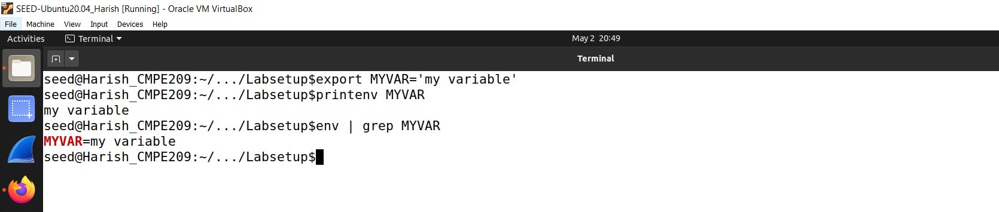 SEED-Ubuntu20.04_Harish [Running] - Oracle VM VirtualBox
File Machine View Input Devices Help
Activities Terminal May 2 20:49
Terminal
seed@Harish_CMPE209:~/.../Labsetup$export MYVAR='my variable'
seed@Harish_CMPE209:~/.../Labsetup$printenv MYVAR
my variable
seed@Harish_CMPE209:~/.../Labsetup$env | grep MYVAR
MYVAR=my variable
seed@Harish_CMPE209:~/.../Labsetup$